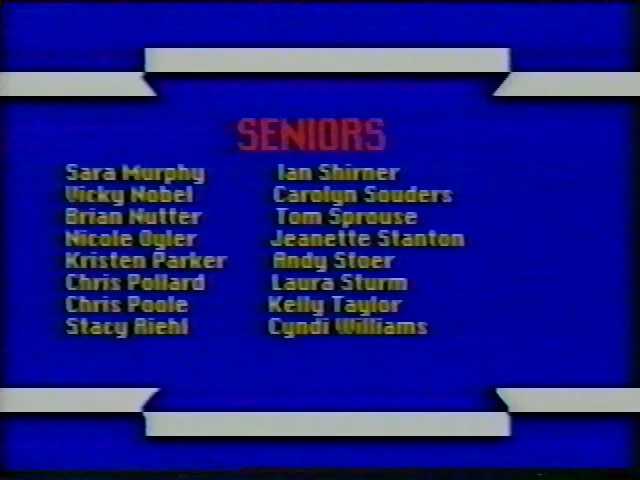 SENIORS
Sara Murphy Ian Shirner
Vicky Nobel Carolyn Souders
Brian Nutter Tom Sprouse
Nicole Oyler Jeanette Stanton
Kristen Parker Andy Stoer
Chris Pollard Laura Sturm
Chris Poole Kelly Taylor
Stacy Riehl Cyndi Williams